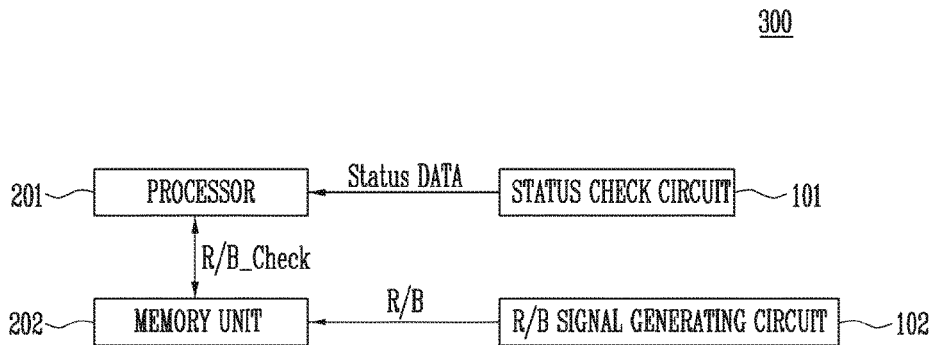 300
201 PROCESSOR Status DATA STATUS CHECK CIRCUIT 101
R/B_Check
202 MEMORY UNIT R/B R/B SIGNAL GENERATING CIRCUIT 102